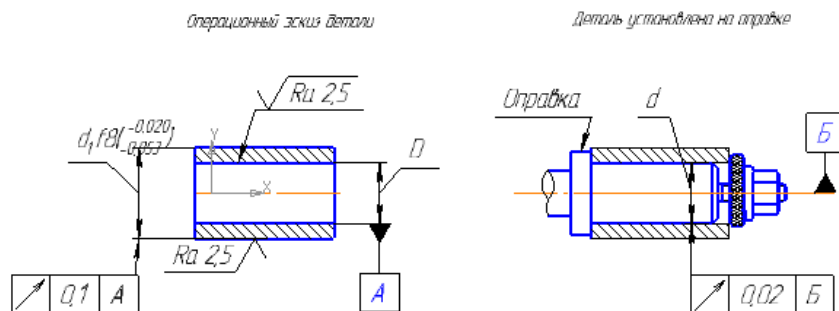 Операционный эскиз детали
Деталь установлена на оправке
Ra 2,5
d₁ f8(-0.020 -0.053)
Y
X
D
Ra 2,5
0,1 А
А
Оправка
d
Б
0,02 Б